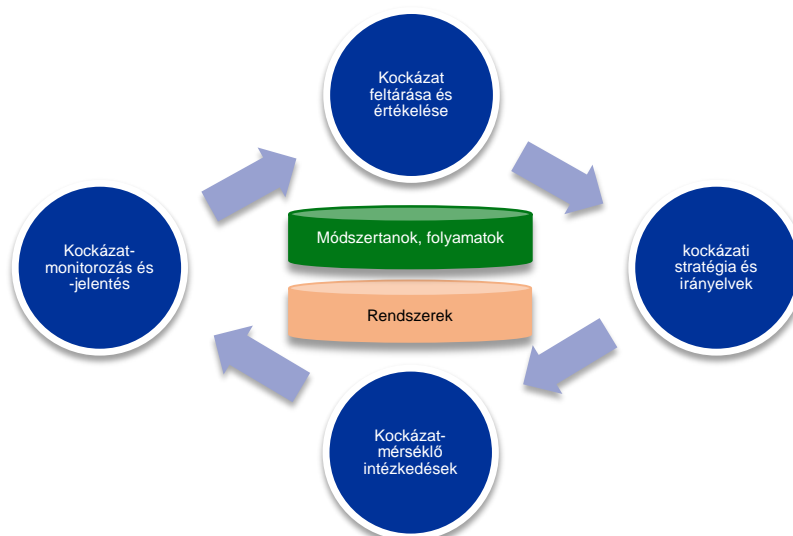 Kockázat
feltárása és
értékelése
Kockázat-
monitorozás és
-jelentés
Módszertanok, folyamatok
kockázati
stratégia és
irányelvek
Rendszerek
Kockázat-
mérséklő
intézkedések